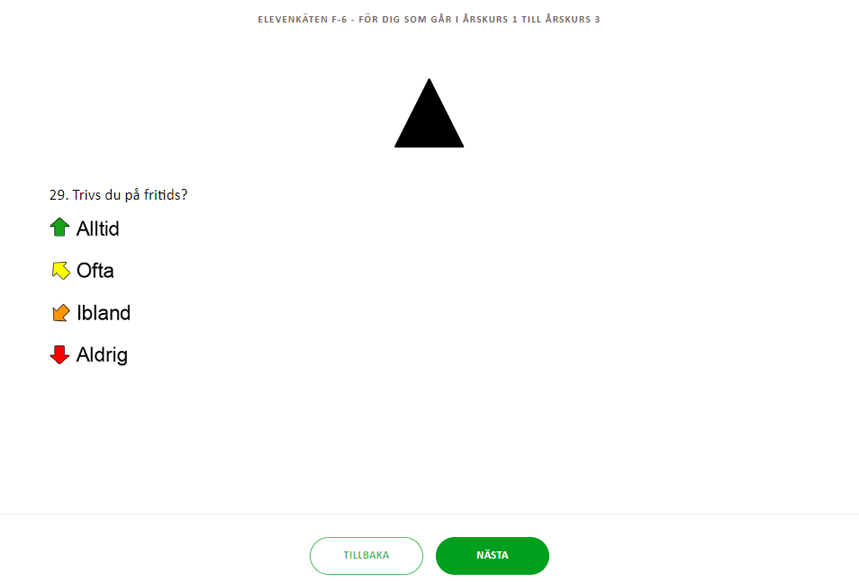 ELEVENKÄTEN F-6 - FÖR DIG SOM GÅR I ÅRSKURS 1 TILL ÅRSKURS 3
29. Trivs du på fritids?
Alltid
Ofta
Ibland
Aldrig
TILLBAKA
NÄSTA